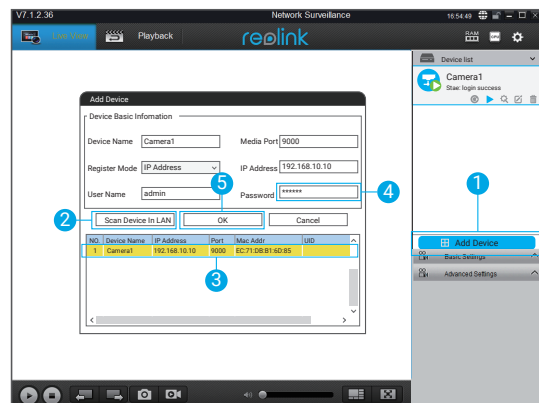 V7.1.2.36 Network Surveillance 16:54:49
Live View Playback reolink RAM CPU
Device list
Camera1
Stae: login success
Add Device
Device Basic Infomation
Device Name Camera1 Media Port 9000
Register Mode IP Address IP Address 192.168.10.10
User Name admin Password ******
5
4
1
2 Scan Device In LAN OK Cancel
NO. Device Name IP Address Port Mac Addr UID
1 Camera1 192.168.10.10 9000 EC:71:DB:B1:6D:85
3
Add Device
Basic Settings
Advanced Settings